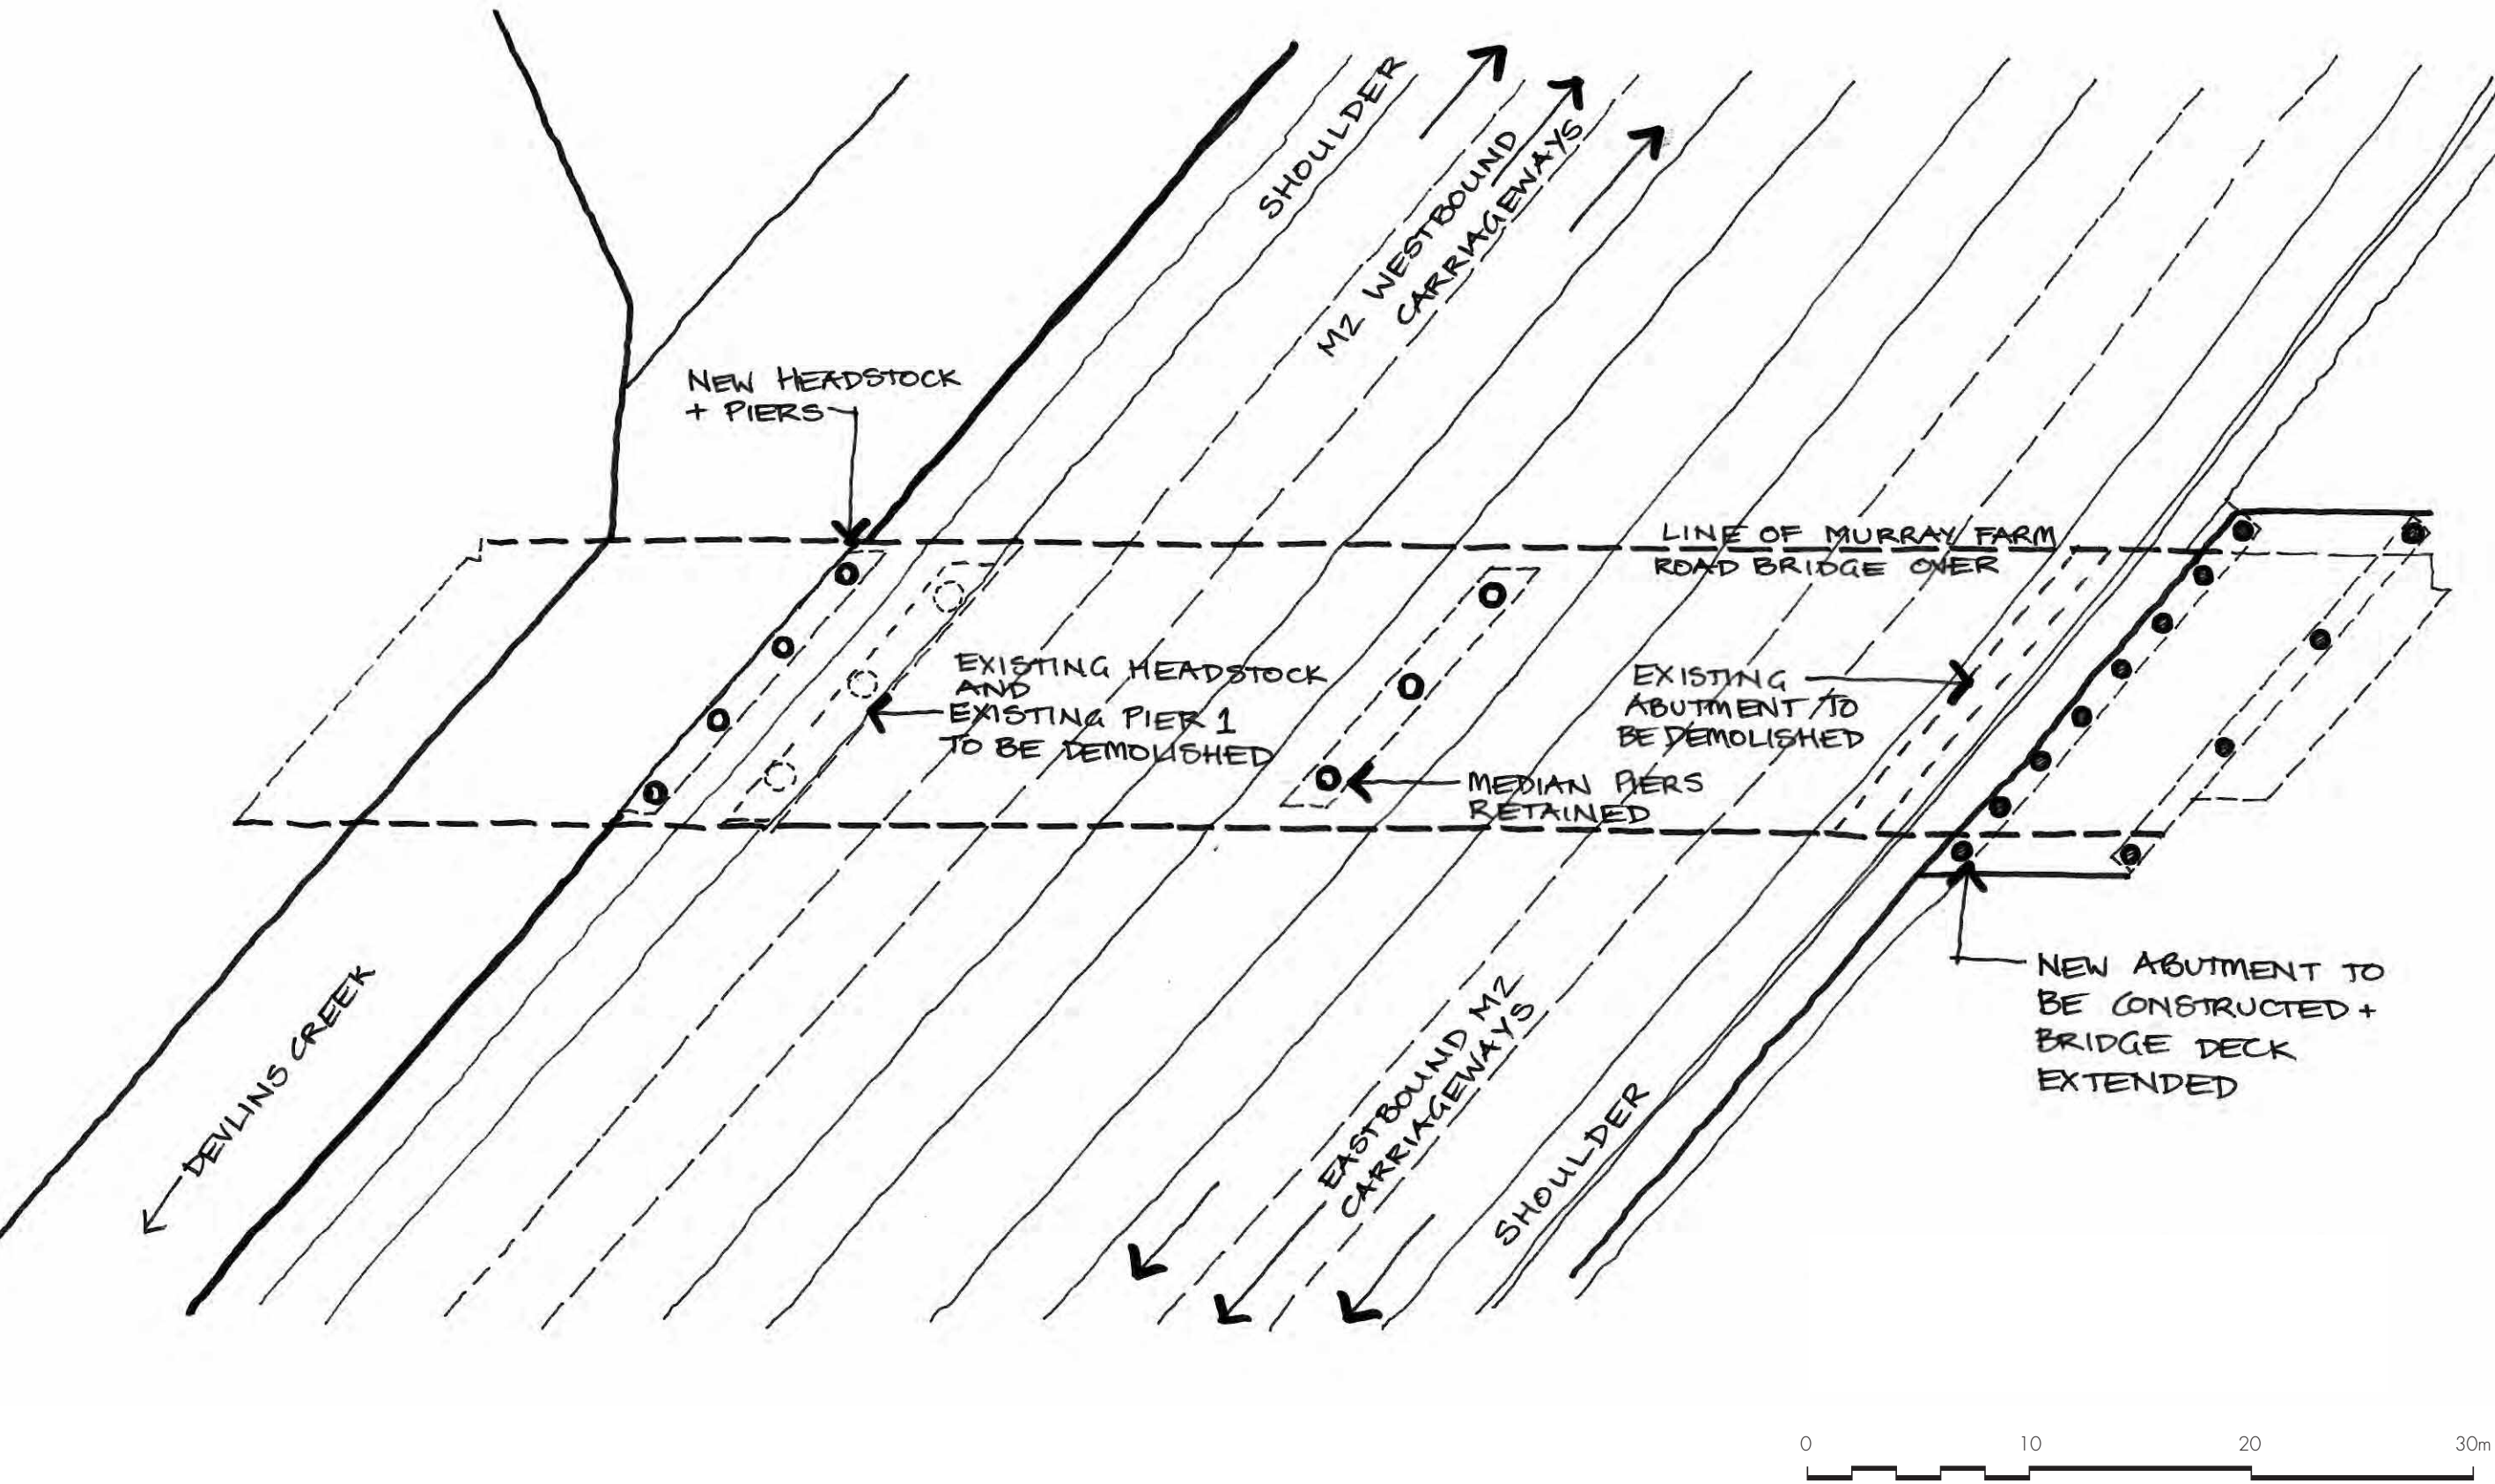 SHOULDER
M2 WESTBOUND
CARRIAGEWAYS
NEW HEADSTOCK
+ PIERS
LINE OF MURRAY FARM
ROAD BRIDGE OVER
EXISTING HEADSTOCK
AND
EXISTING PIER 1
TO BE DEMOLISHED
EXISTING
ABUTMENT TO
BE DEMOLISHED
MEDIAN PIERS
RETAINED
DEVLINS CREEK
EASTBOUND M2
CARRIAGEWAYS
SHOULDER
NEW ABUTMENT TO
BE CONSTRUCTED +
BRIDGE DECK
EXTENDED
0 10 20 30m